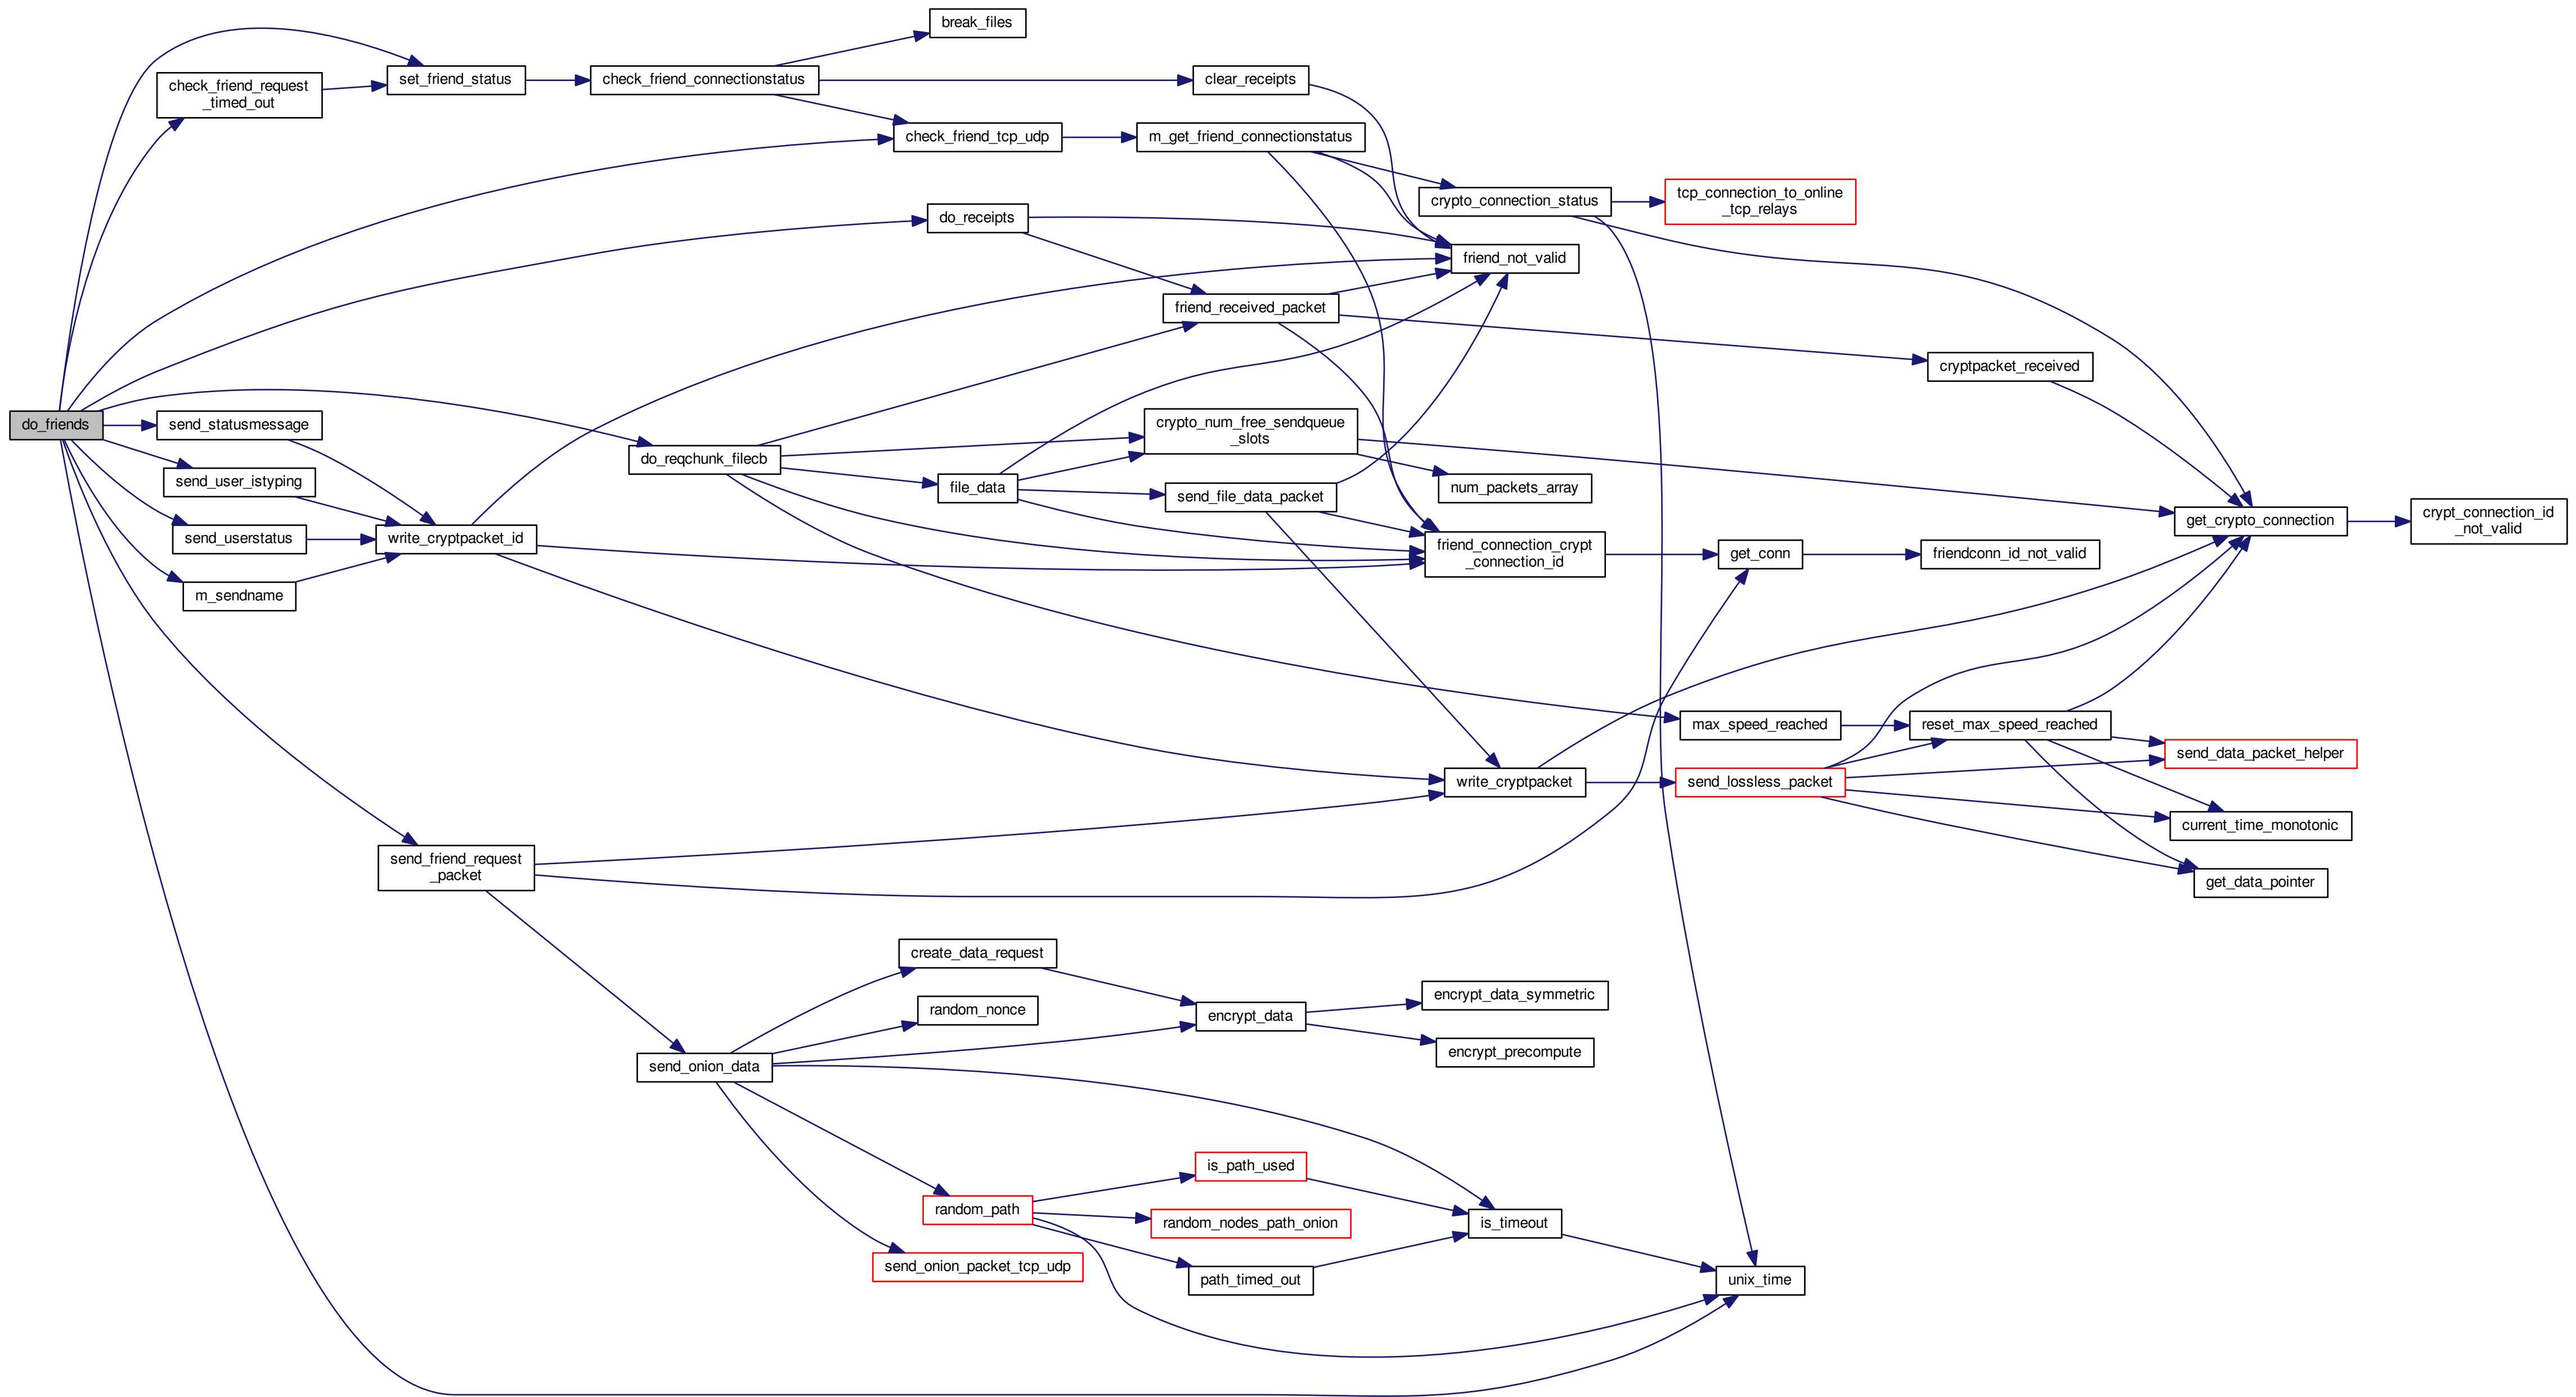 break_files
set_friend_status
check_friend_connectionstatus
clear_receipts
check_friend_request
_timed_out
check_friend_tcp_udp
m_get_friend_connectionstatus
crypto_connection_status
tcp_connection_to_online
_tcp_relays
do_receipts
friend_not_valid
friend_received_packet
cryptpacket_received
do_friends
send_statusmessage
crypto_num_free_sendqueue
_slots
do_reqchunk_filecb
send_user_istyping
file_data
send_file_data_packet
num_packets_array
get_crypto_connection
crypt_connection_id
_not_valid
send_userstatus
write_cryptpacket_id
friend_connection_crypt
_connection_id
get_conn
friendconn_id_not_valid
m_sendname
max_speed_reached
reset_max_speed_reached
send_data_packet_helper
write_cryptpacket
send_lossless_packet
current_time_monotonic
send_friend_request
_packet
get_data_pointer
create_data_request
random_nonce
encrypt_data
encrypt_data_symmetric
encrypt_precompute
send_onion_data
is_path_used
random_path
random_nodes_path_onion
is_timeout
send_onion_packet_tcp_udp
path_timed_out
unix_time